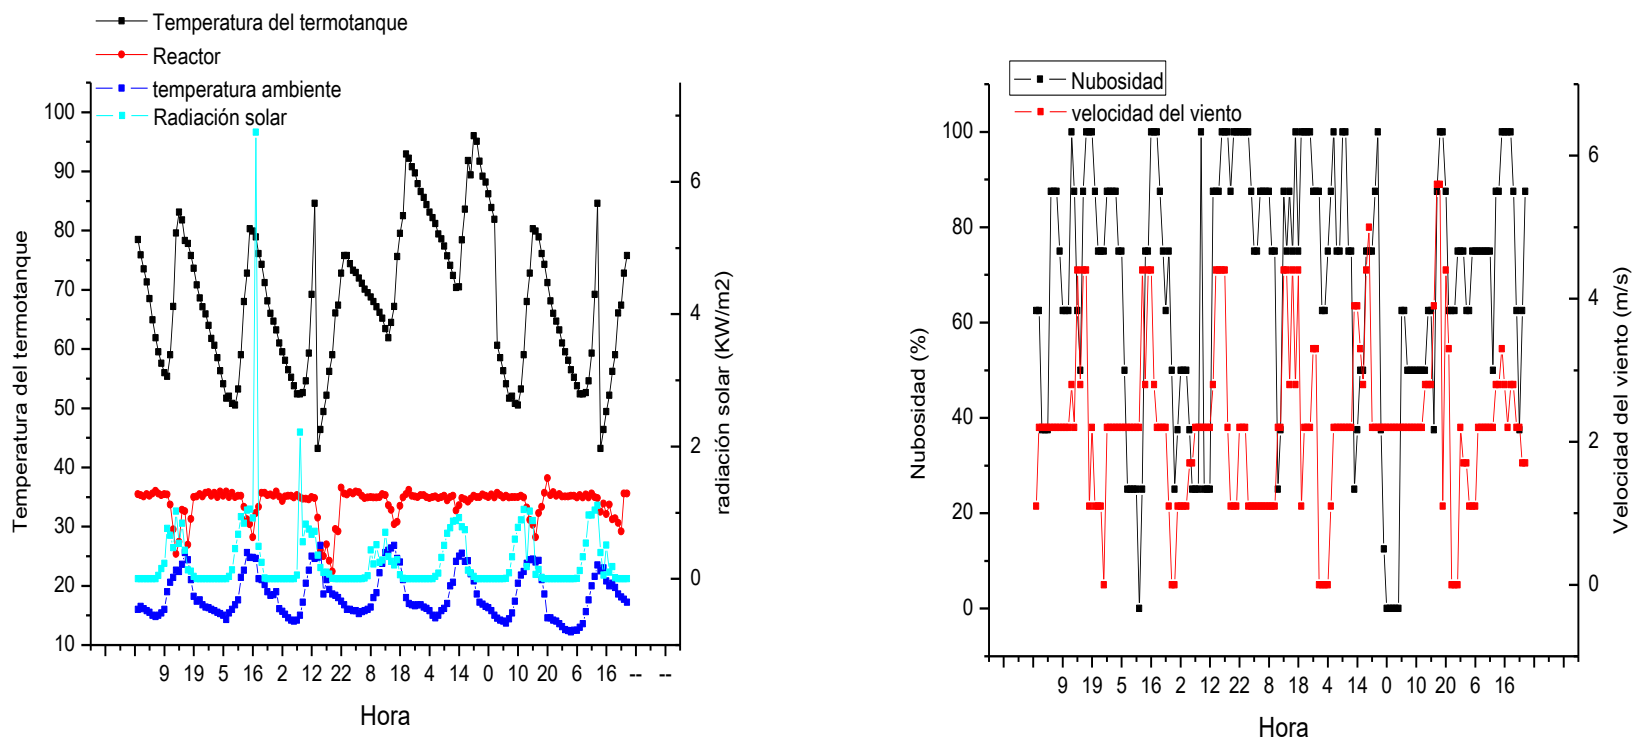 Temperatura del termotanque
Reactor
temperatura ambiente
Radiación solar
100
90
80
70
60
50
40
30
20
10
Temperatura del termotanque
6
4
2
0
radiación solar (KW/m2)
9 19 5 16 2 12 22 8 18 4 14 0 10 20 6 16 -- --
Hora
Nubosidad
velocidad del viento
100
80
60
40
20
0
Nubosidad (%)
6
4
2
0
Velocidad del viento (m/s)
9 19 5 16 2 12 22 8 18 4 14 0 10 20 6 16
Hora